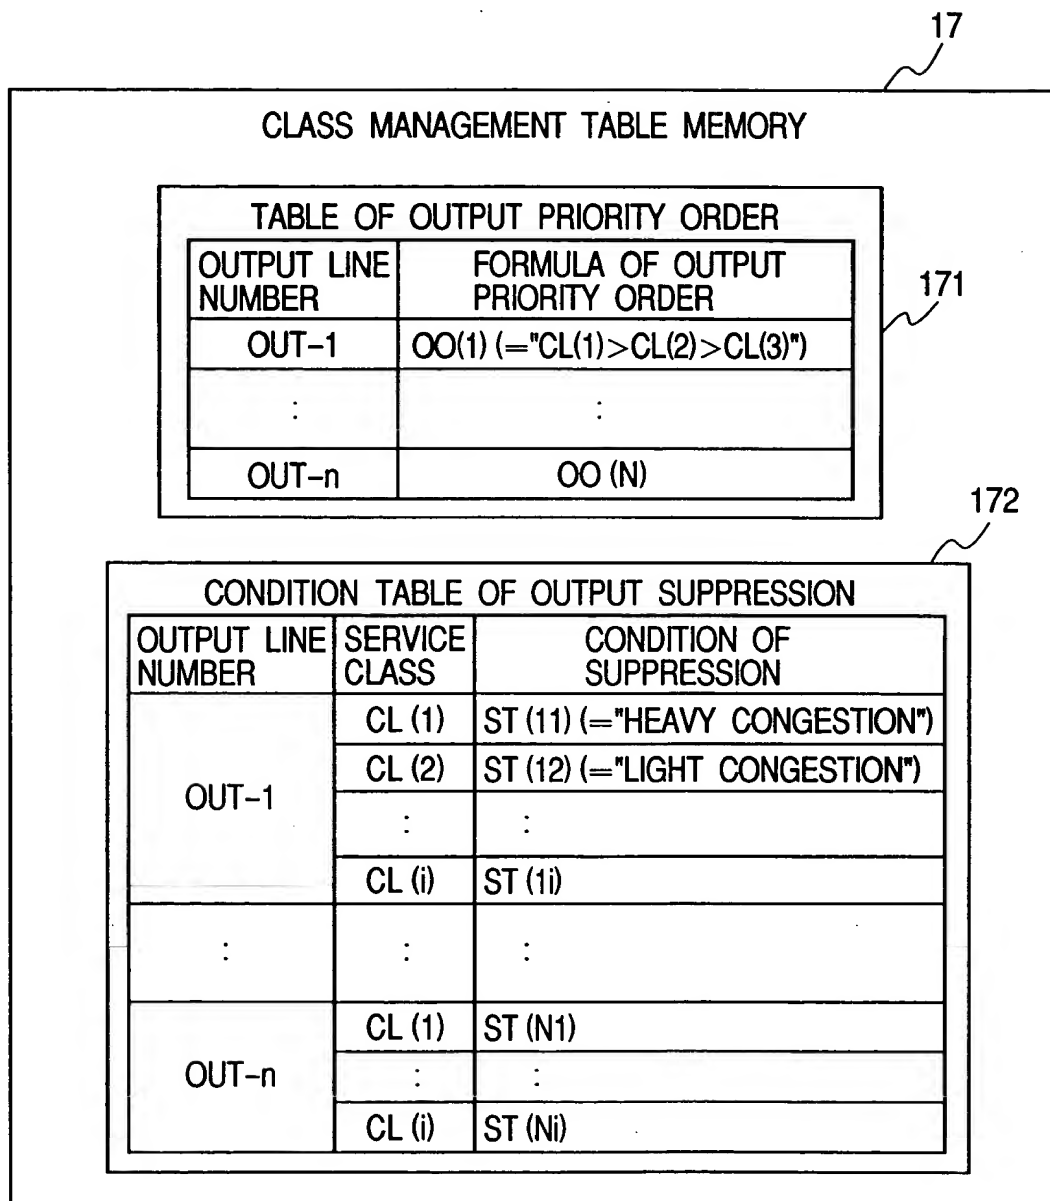 17
CLASS MANAGEMENT TABLE MEMORY
TABLE OF OUTPUT PRIORITY ORDER
OUTPUT LINE NUMBER
FORMULA OF OUTPUT PRIORITY ORDER
171
OUT-1
OO(1) (="CL(1)>CL(2)>CL(3)")
:
:
OUT-n
OO (N)
172
CONDITION TABLE OF OUTPUT SUPPRESSION
OUTPUT LINE NUMBER
SERVICE CLASS
CONDITION OF SUPPRESSION
OUT-1
CL (1)
ST (11) (="HEAVY CONGESTION")
CL (2)
ST (12) (="LIGHT CONGESTION")
:
:
CL (i)
ST (1i)
:
:
:
OUT-n
CL (1)
ST (N1)
:
:
CL (i)
ST (Ni)